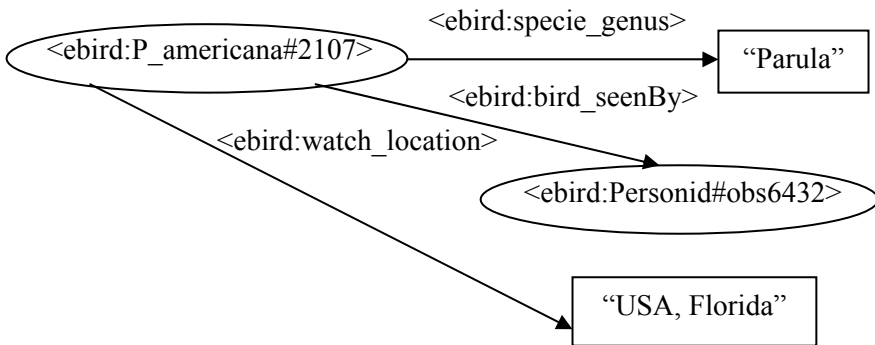 <ebird:specie_genus>
<ebird:P_americana#2107>
“Parula”
<ebird:bird_seenBy>
<ebird:watch_location>
<ebird:Personid#obs6432>
“USA, Florida”